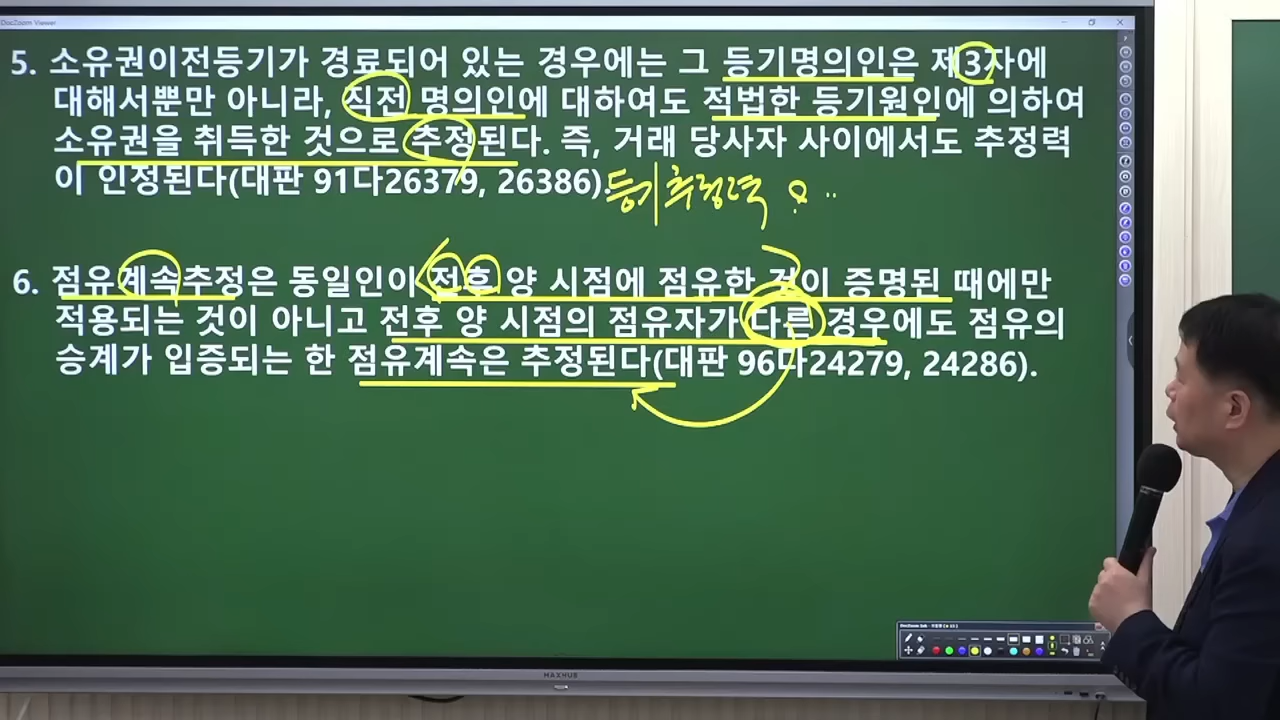 DocZoom Viewer
5. 소유권이전등기가 경료되어 있는 경우에는 그 등기명의인은 제3자에
대해서뿐만 아니라, 직전 명의인에 대하여도 적법한 등기원인에 의하여
소유권을 취득한 것으로 추정된다. 즉, 거래 당사자 사이에서도 추정력
이 인정된다(대판 91다26379, 26386).
등기추정력 o..
6. 점유계속추정은 동일인이 전후 양 시점에 점유한 것이 증명된 때에만
적용되는 것이 아니고 전후 양 시점의 점유자가 다른 경우에도 점유의
승계가 입증되는 한 점유계속은 추정된다(대판 96다24279, 24286).
MAXHUB